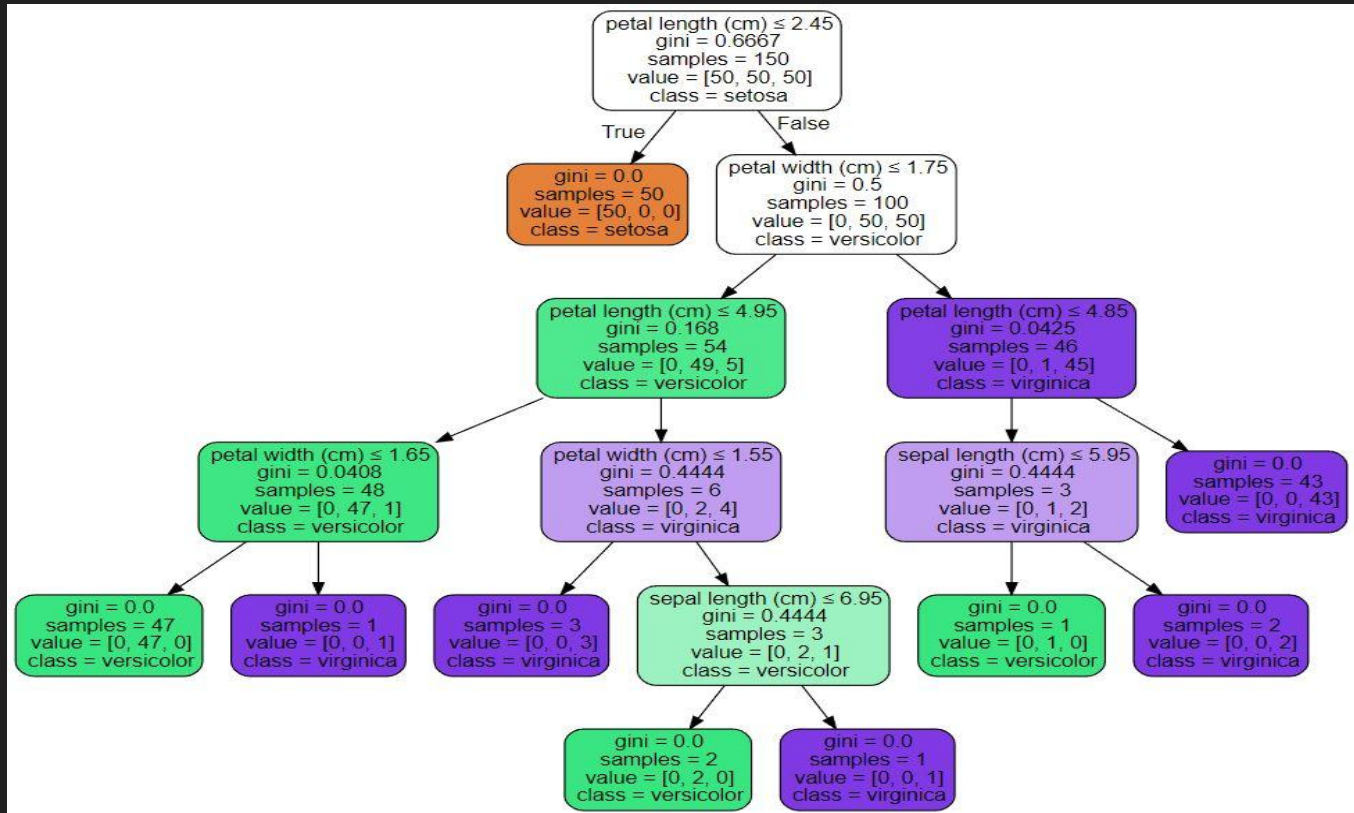 petal length (cm) ≤ 2.45
gini = 0.6667
samples = 150
value = [50, 50, 50]
class = setosa
True
False
gini = 0.0
samples = 50
value = [50, 0, 0]
class = setosa
petal width (cm) ≤ 1.75
gini = 0.5
samples = 100
value = [0, 50, 50]
class = versicolor
petal length (cm) ≤ 4.95
gini = 0.168
samples = 54
value = [0, 49, 5]
class = versicolor
petal length (cm) ≤ 4.85
gini = 0.0425
samples = 46
value = [0, 1, 45]
class = virginica
petal width (cm) ≤ 1.65
gini = 0.0408
samples = 48
value = [0, 47, 1]
class = versicolor
petal width (cm) ≤ 1.55
gini = 0.4444
samples = 6
value = [0, 2, 4]
class = virginica
sepal length (cm) ≤ 5.95
gini = 0.4444
samples = 3
value = [0, 1, 2]
class = virginica
gini = 0.0
samples = 43
value = [0, 0, 43]
class = virginica
gini = 0.0
samples = 47
value = [0, 47, 0]
class = versicolor
gini = 0.0
samples = 1
value = [0, 0, 1]
class = virginica
gini = 0.0
samples = 3
value = [0, 0, 3]
class = virginica
sepal length (cm) ≤ 6.95
gini = 0.4444
samples = 3
value = [0, 2, 1]
class = versicolor
gini = 0.0
samples = 1
value = [0, 1, 0]
class = versicolor
gini = 0.0
samples = 2
value = [0, 0, 2]
class = virginica
gini = 0.0
samples = 2
value = [0, 2, 0]
class = versicolor
gini = 0.0
samples = 1
value = [0, 0, 1]
class = virginica